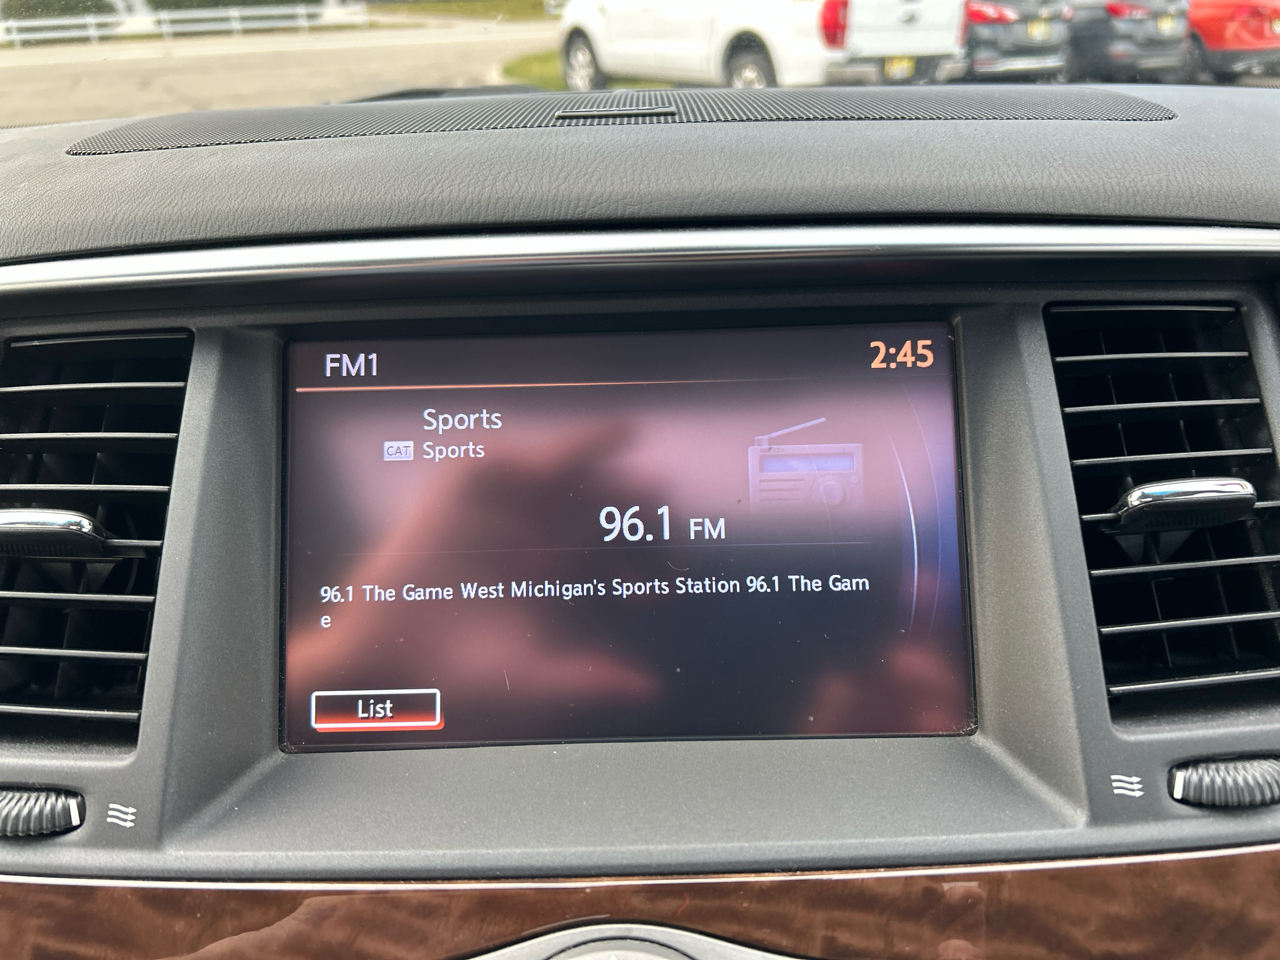 FM1 2:45
Sports
CAT Sports
96.1 FM
96.1 The Game West Michigan's Sports Station 96.1 The Gam
e
List